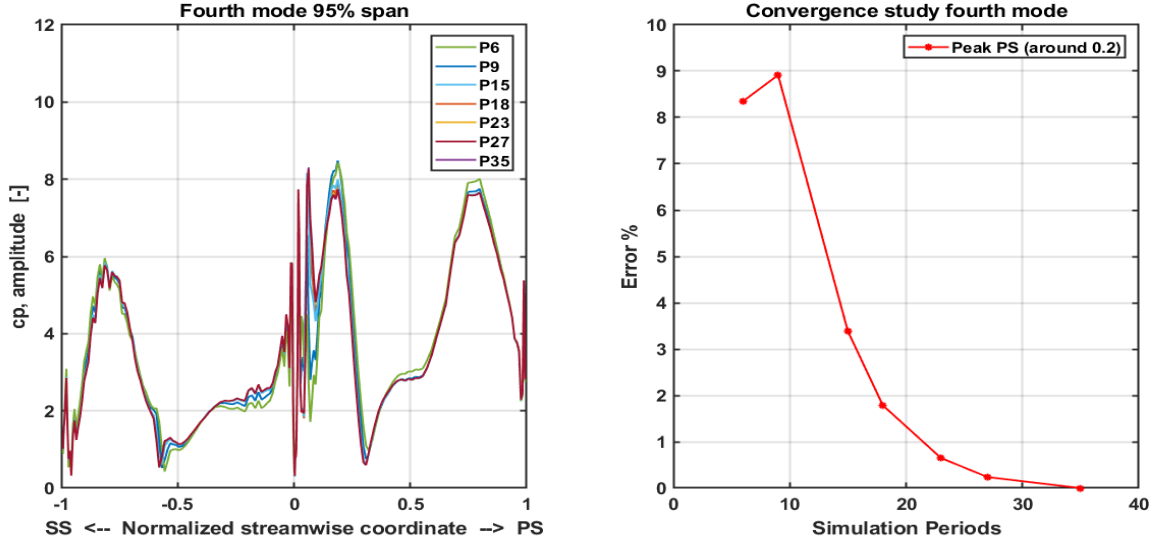 Fourth mode 95% span
12
10
8
6
4
2
0
cp, amplitude [-]
P6
P9
P15
P18
P23
P27
P35
-1
-0.5
0
0.5
1
SS <-- Normalized streamwise coordinate --> PS
Convergence study fourth mode
10
9
8
7
6
5
4
3
2
1
0
Error %
Peak PS (around 0.2)
0
10
20
30
40
Simulation Periods